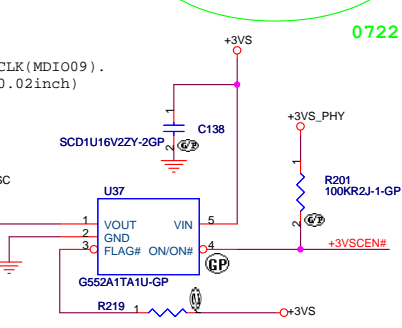 0722
+3VS
CLK(MDIO09).
0.02inch)
+3VS_PHY
1
C138
SCD1U16V2ZY-2GP
2
GP
1
R201
100KR2J-1-GP
2
GP
SC
U37
1 VOUT VIN 5
2 GND
3 FLAG# ON/ON# 4
+3VSCEN#
GP
G552A1TA1U-GP
R219 1
+3VS